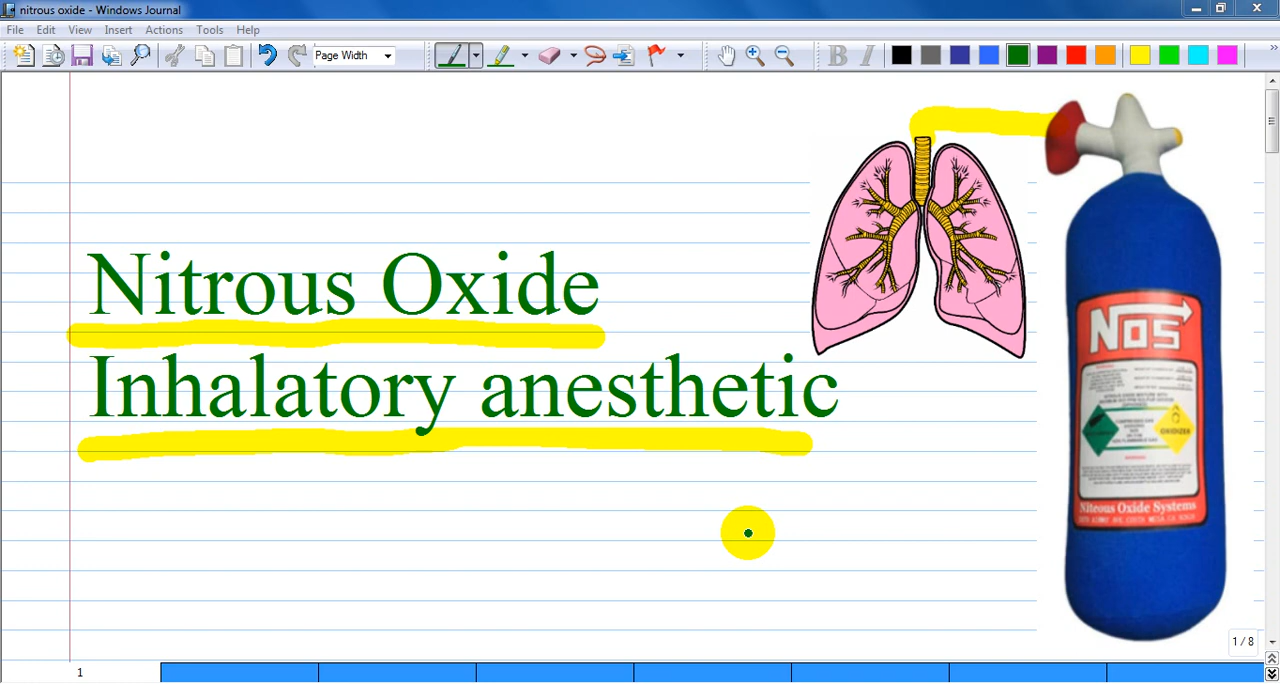 nitrous oxide - Windows Journal
File Edit View Insert Actions Tools Help
Page Width
B I
Nitrous Oxide
Inhalatory anesthetic
NOS
OXIDIZER
Nitrous Oxide Systems
1 / 8
1